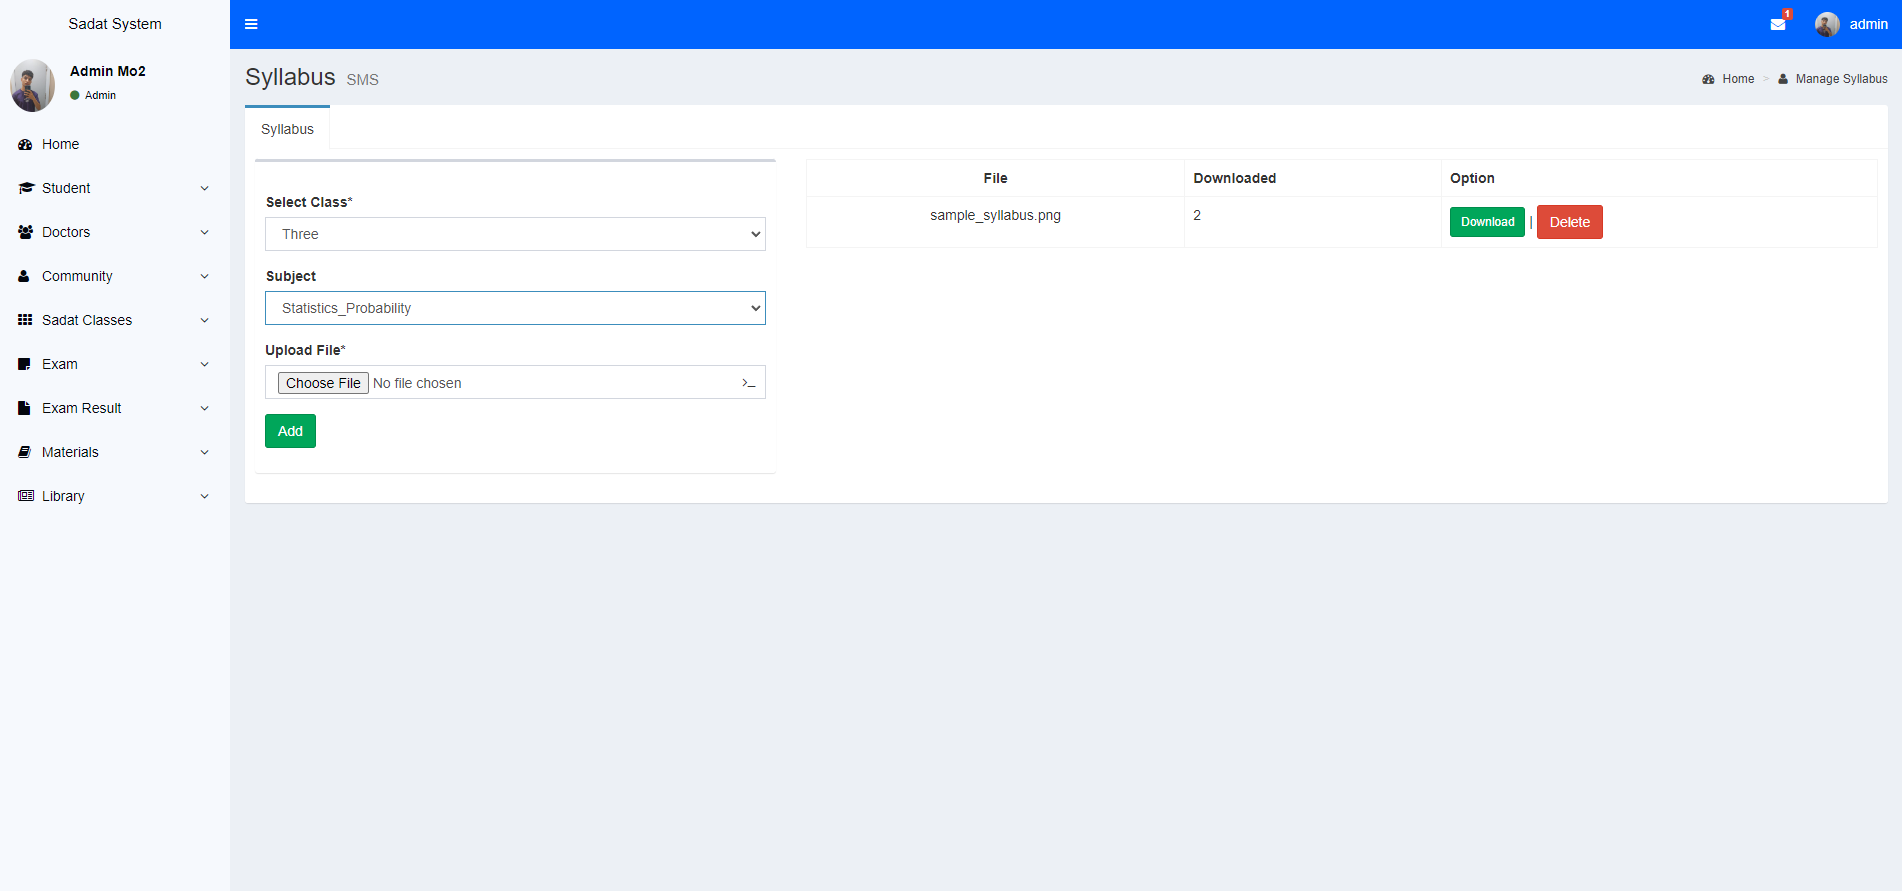 Sadat System
1
admin
Admin Mo2
Admin
Syllabus SMS
Home > Manage Syllabus
Home
Student
Doctors
Community
Sadat Classes
Exam
Exam Result
Materials
Library
Syllabus
Select Class*
Three
Subject
Statistics_Probability
Upload File*
Choose File No file chosen >_
Add
File Downloaded Option
sample_syllabus.png 2 Download | Delete